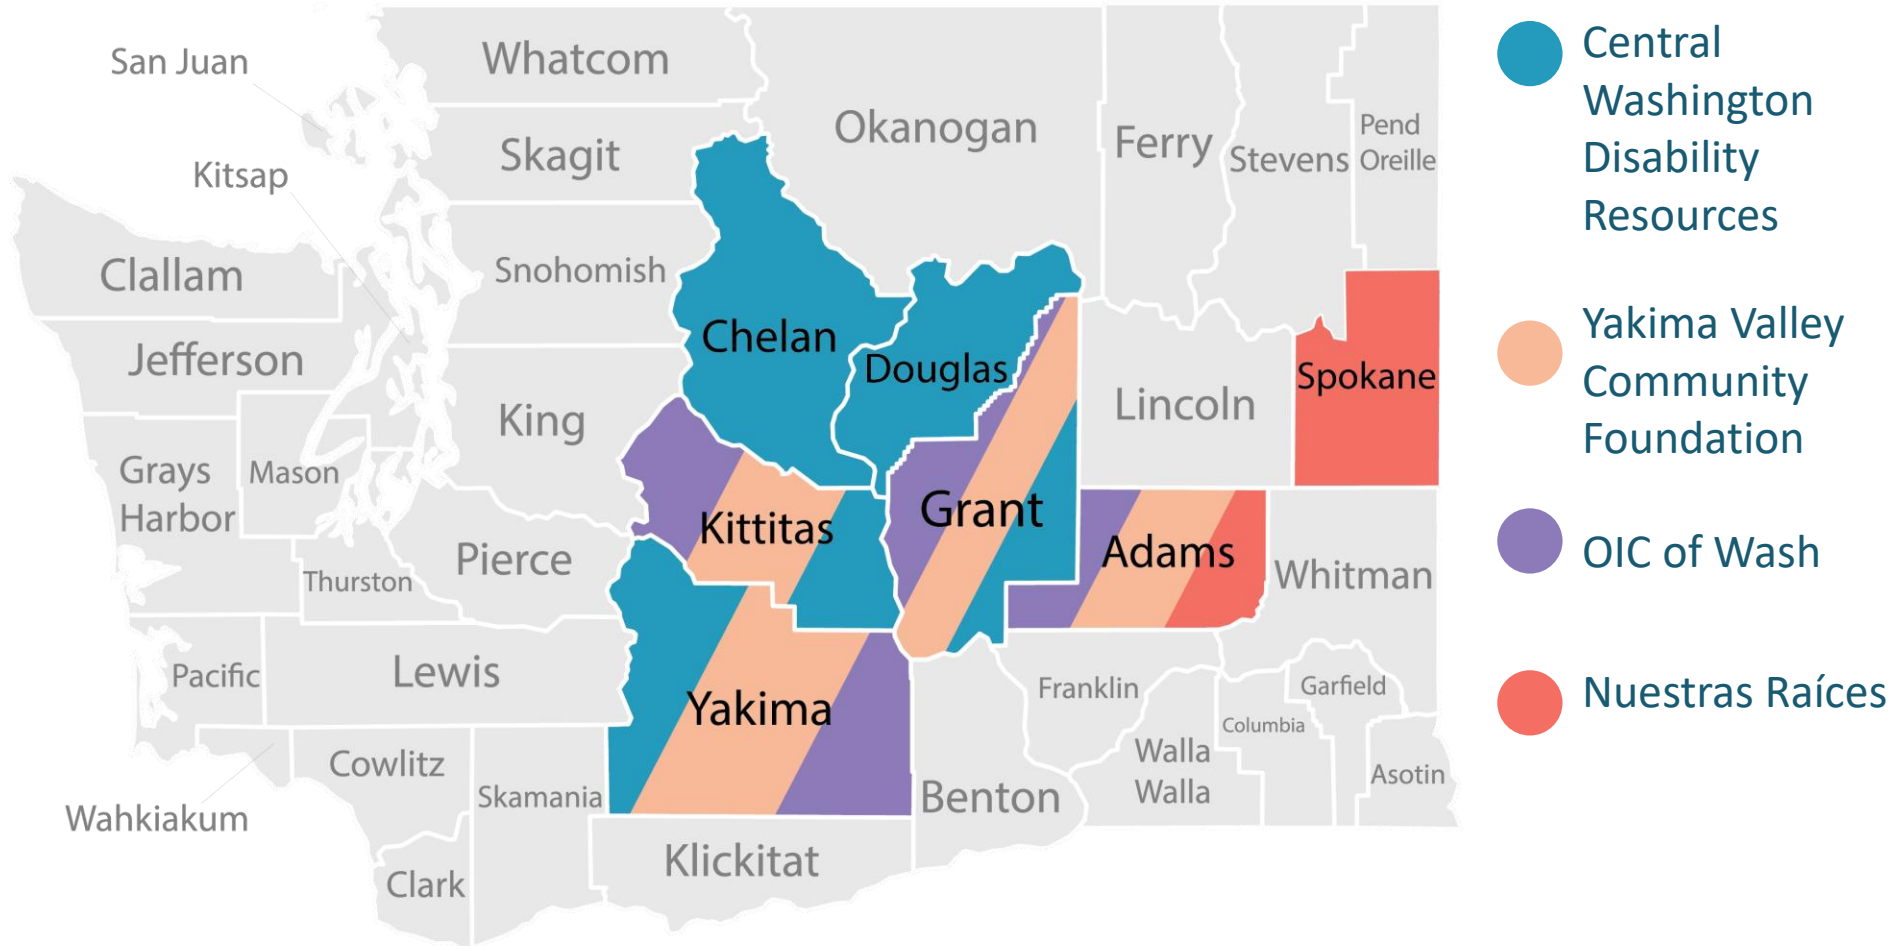 San Juan
Whatcom
Okanogan
Ferry
Stevens
Pend
Oreille
Skagit
Kitsap
Clallam
Snohomish
Jefferson
Chelan
Douglas
King
Lincoln
Spokane
Grays
Harbor
Mason
Kittitas
Grant
Adams
Pierce
Thurston
Whitman
Pacific
Lewis
Yakima
Franklin
Garfield
Columbia
Walla
Walla
Asotin
Cowlitz
Skamania
Benton
Wahkiakum
Klickitat
Clark
Central
Washington
Disability
Resources
Yakima Valley
Community
Foundation
OIC of Wash
Nuestras Raíces